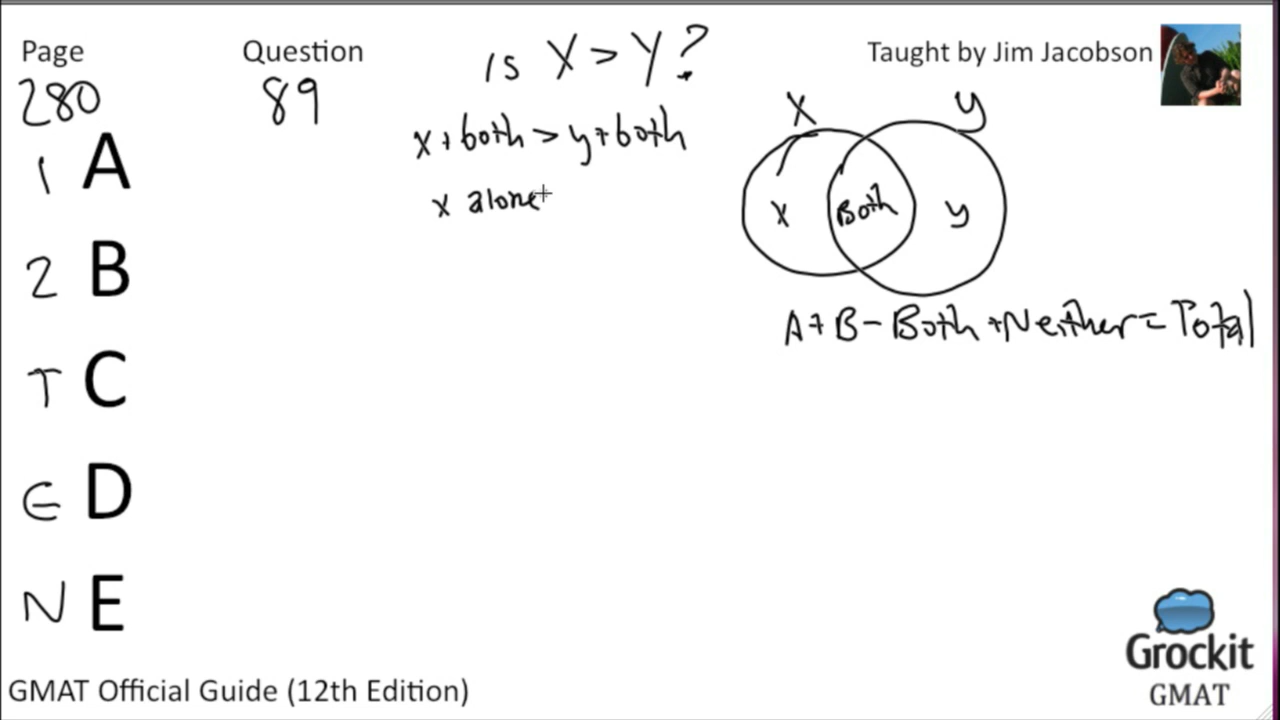 Page
Question
280
89
is X > Y?
Taught by Jim Jacobson
x + both > y + both
x alone+
1 A
2 B
T C
E D
N E
X
y
x
Both
y
A + B - Both + Neither = Total
Grockit
GMAT
GMAT Official Guide (12th Edition)